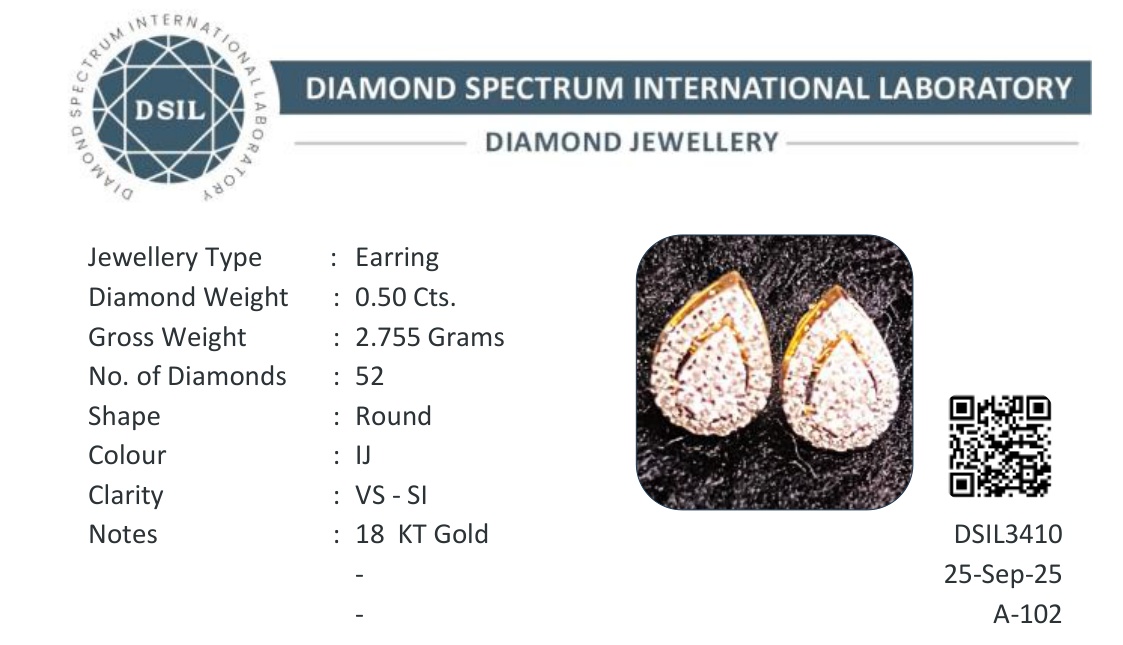 DIAMOND SPECTRUM INTERNATIONAL LABORATORY
DSIL
DIAMOND SPECTRUM INTERNATIONAL LABORATORY
DIAMOND JEWELLERY
Jewellery Type : Earring
Diamond Weight : 0.50 Cts.
Gross Weight : 2.755 Grams
No. of Diamonds : 52
Shape : Round
Colour : IJ
Clarity : VS - SI
Notes : 18 KT Gold
-
-
DSIL3410
25-Sep-25
A-102